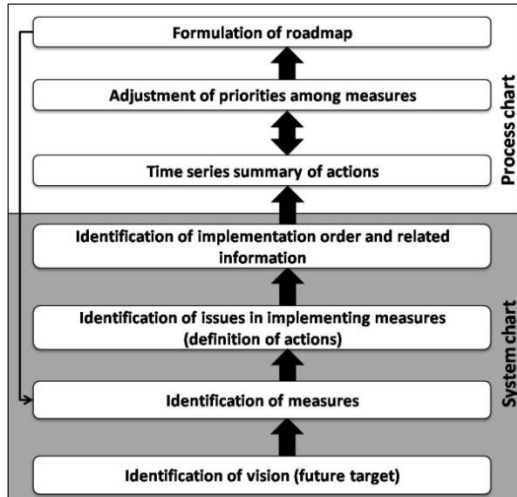 Formulation of roadmap
Adjustment of priorities among measures
Time series summary of actions
Process chart
Identification of implementation order and related
information
Identification of issues in implementing measures
(definition of actions)
Identification of measures
Identification of vision (future target)
System chart